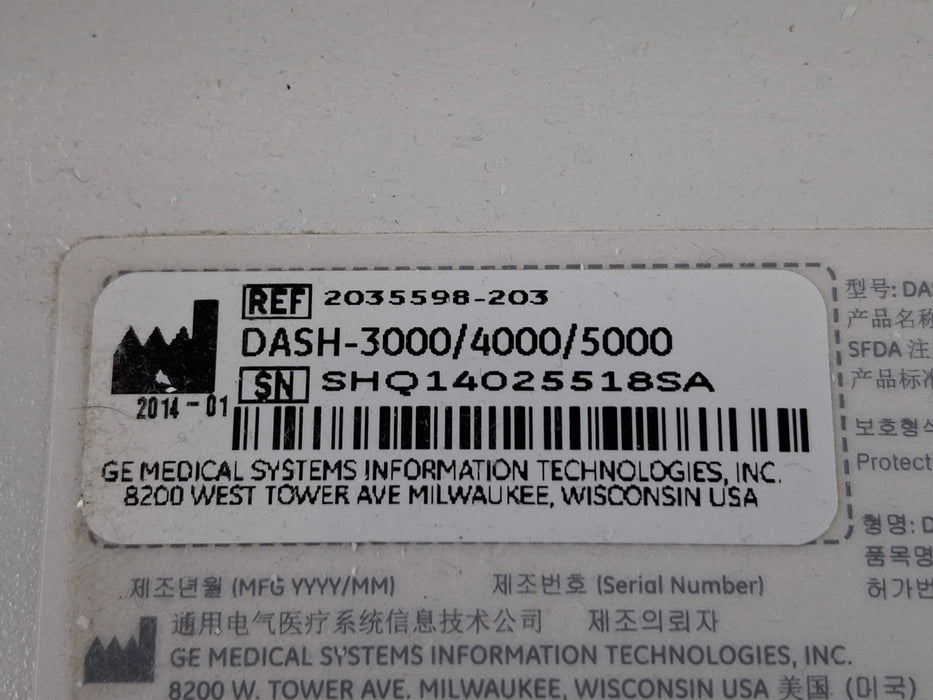 REF 2035598-203
DASH-3000/4000/5000
SN SHQ14025518SA
2014-01
GE MEDICAL SYSTEMS INFORMATION TECHNOLOGIES, INC.
8200 WEST TOWER AVE MILWAUKEE, WISCONSIN USA
型号: DA
产品名称
SFDA 注
产品标准
보호형식
Protect
형명: D
품목명
허가번
제조년월 (MFG YYYY/MM) 제조번호 (Serial Number)
通用电气医疗系统信息技术公司 제조의뢰자
GE MEDICAL SYSTEMS INFORMATION TECHNOLOGIES, INC.
8200 W. TOWER AVE. MILWAUKEE, WISCONSIN USA 美国 (미국)